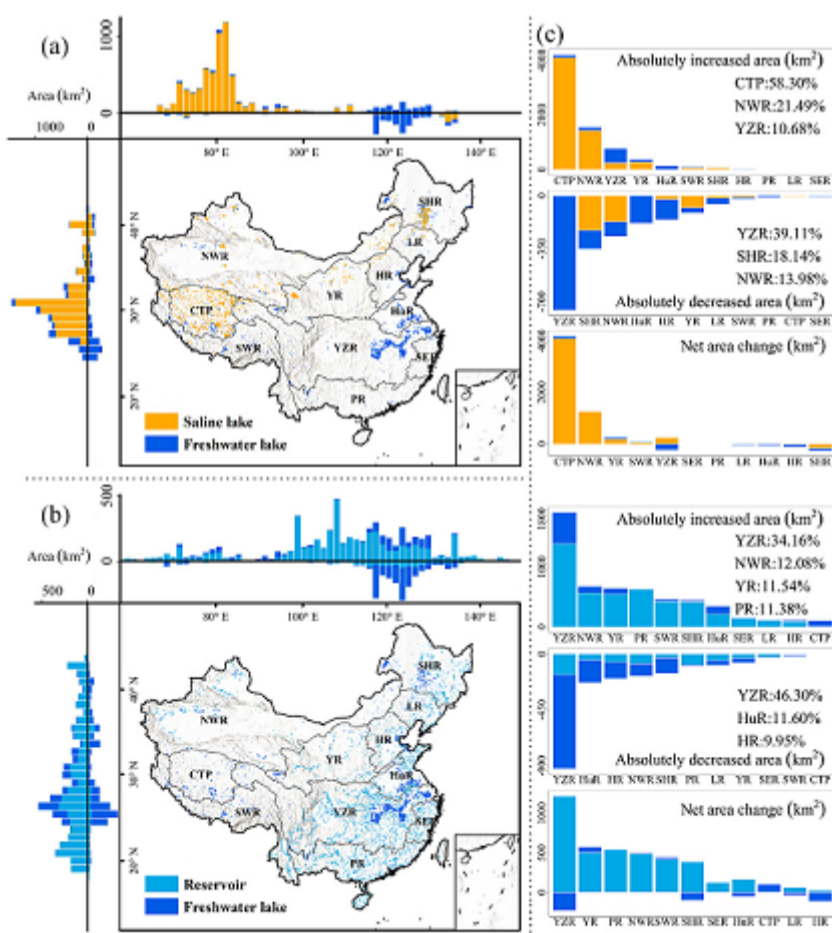 (a)
1000
0
Area (km²)
1000 0
80° E 100° E 120° E 140° E
40° N
30° N
20° N
SHR
NWR
LR
HR
YR
CTP
HuR
SWR
YZR
SER
PR
Saline lake
Freshwater lake
(b)
500
0
Area (km²)
500 0
80° E 100° E 120° E 140° E
40° N
30° N
20° N
SHR
NWR
LR
HR
YR
CTP
HuR
SWR
YZR
SER
PR
Reservoir
Freshwater lake
(c)
Absolutely increased area (km²)
CTP:58.30%
NWR:21.49%
YZR:10.68%
4000
2000
0
CTP NWR YZR YR HuR SWR SHR HR PR LR SER
0
-350
-700
YZR:39.11%
SHR:18.14%
NWR:13.98%
Absolutely decreased area (km²)
YZR SHR NWR HuR HR YR LR SWR PR CTP SER
Net area change (km²)
4000
2000
0
CTP NWR YR SWR YZR SER PR LR HuR HR SHR
Absolutely increased area (km²)
YZR:34.16%
NWR:12.08%
YR:11.54%
PR:11.38%
1000
0
YZR NWR YR PR SWR SHR HuR SER LR HR CTP
0
-450
-900
YZR:46.30%
HuR:11.60%
HR:9.95%
Absolutely decreased area (km²)
YZR HuR HR NWR SHR PR LR YR SER SWR CTP
Net area change (km²)
1000
500
0
YZR YR PR NWR SWR SHR SER HuR CTP LR HR